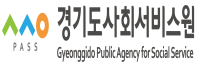 PASS
경기도사회서비스원
Gyeonggido Public Agency for Social Service